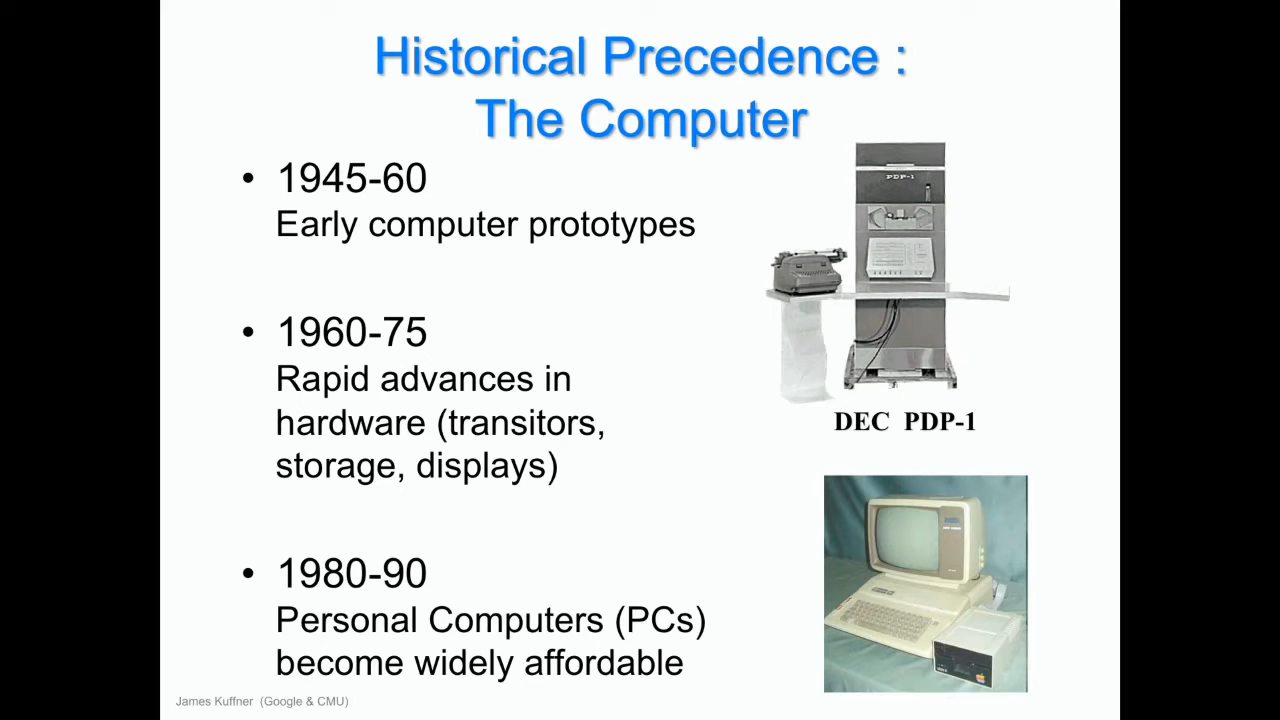 Historical Precedence :
The Computer
• 1945-60
Early computer prototypes
PDP-1
• 1960-75
Rapid advances in
hardware (transitors,
storage, displays)
DEC PDP-1
• 1980-90
Personal Computers (PCs)
become widely affordable
James Kuffner (Google & CMU)